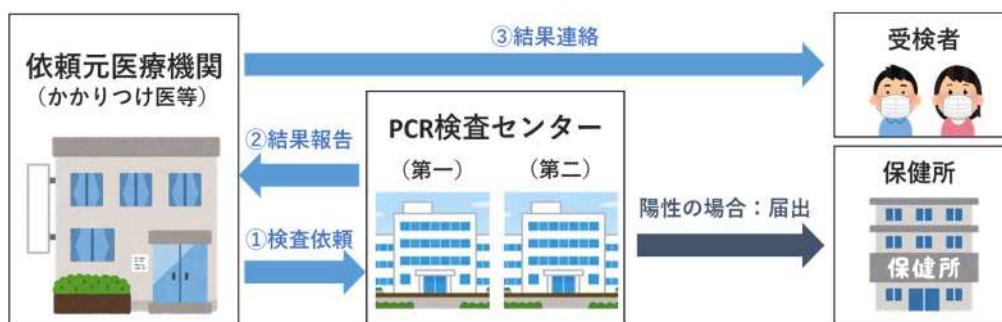 依頼元医療機関
（かかりつけ医等）
③結果連絡
受検者
②結果報告
PCR検査センター
（第一）
（第二）
①検査依頼
陽性の場合：届出
保健所
保健所